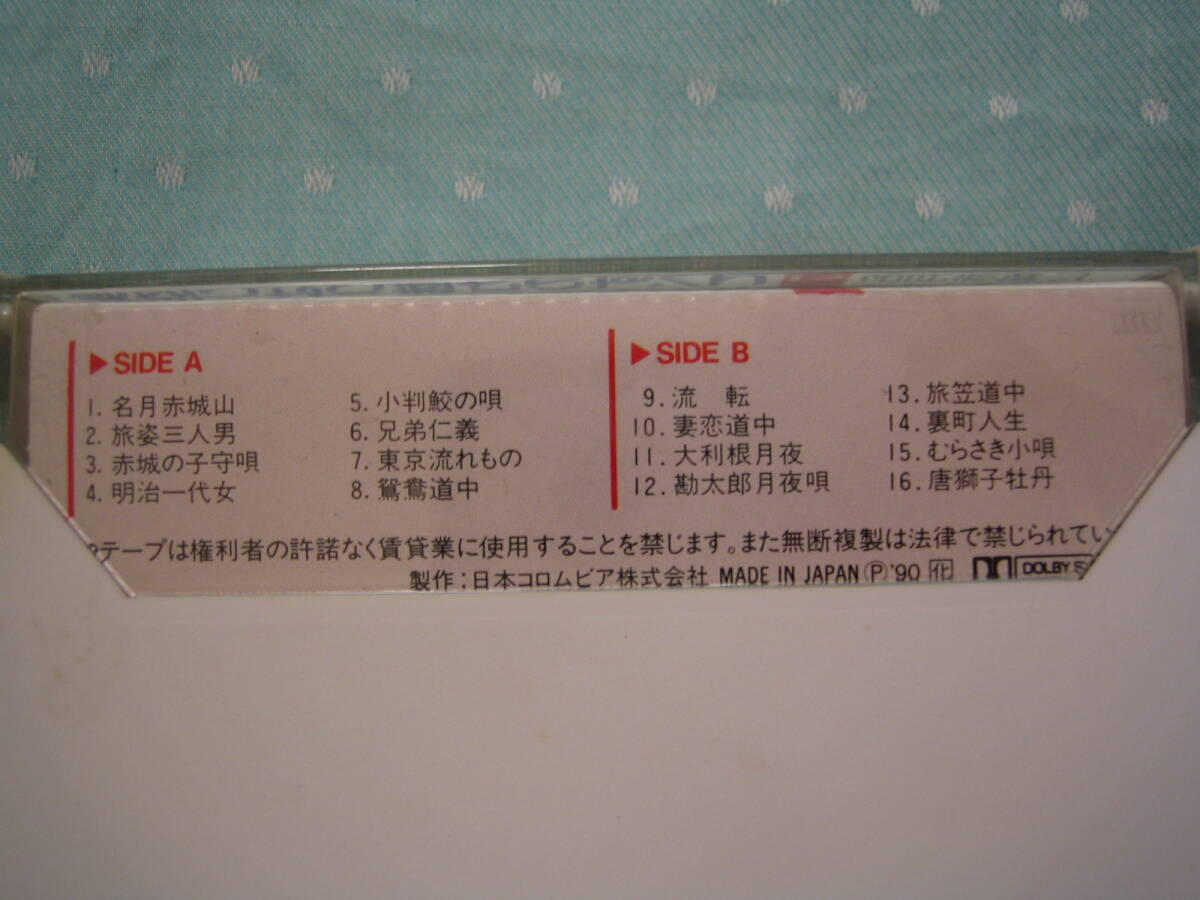 ▶ SIDE A
1. 名月赤城山
2. 旅姿三人男
3. 赤城の子守唄
4. 明治一代女
5. 小判鮫の唄
6. 兄弟仁義
7. 東京流れもの
8. 鴛鴦道中
▶ SIDE B
9. 流　転
10. 妻恋道中
11. 大利根月夜
12. 勘太郎月夜唄
13. 旅笠道中
14. 裏町人生
15. むらさき小唄
16. 唐獅子牡丹
テープは権利者の許諾なく賃貸業に使用することを禁じます。また無断複製は法律で禁じられてい
製作：日本コロムビア株式会社 MADE IN JAPAN Ⓟ'90 化 DOLBY